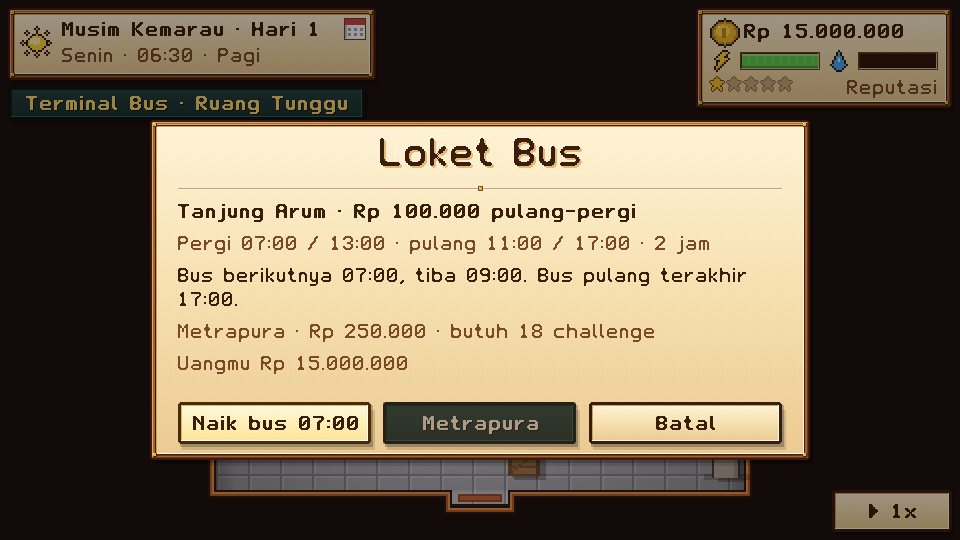 Musim Kemarau · Hari 1
Senin · 06:30 · Pagi
Rp 15.000.000
Reputasi
Terminal Bus · Ruang Tunggu
Loket Bus
Tanjung Arum · Rp 100.000 pulang-pergi
Pergi 07:00 / 13:00 · pulang 11:00 / 17:00 · 2 jam
Bus berikutnya 07:00, tiba 09:00. Bus pulang terakhir
17:00.
Metrapura · Rp 250.000 · butuh 18 challenge
Uangmu Rp 15.000.000
Naik bus 07:00
Metrapura
Batal
1x